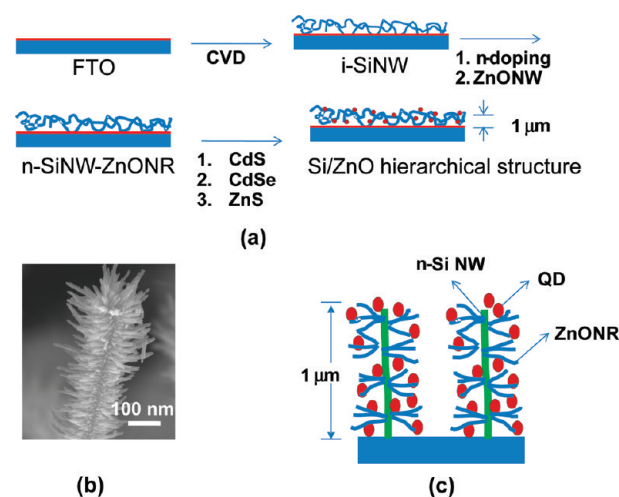 FTO
CVD
i-SiNW
1. n-doping
2. ZnONW
n-SiNW-ZnONR
1. CdS
2. CdSe
3. ZnS
Si/ZnO hierarchical structure
1 μm
(a)
100 nm
(b)
n-Si NW
QD
ZnONR
1 μm
(c)